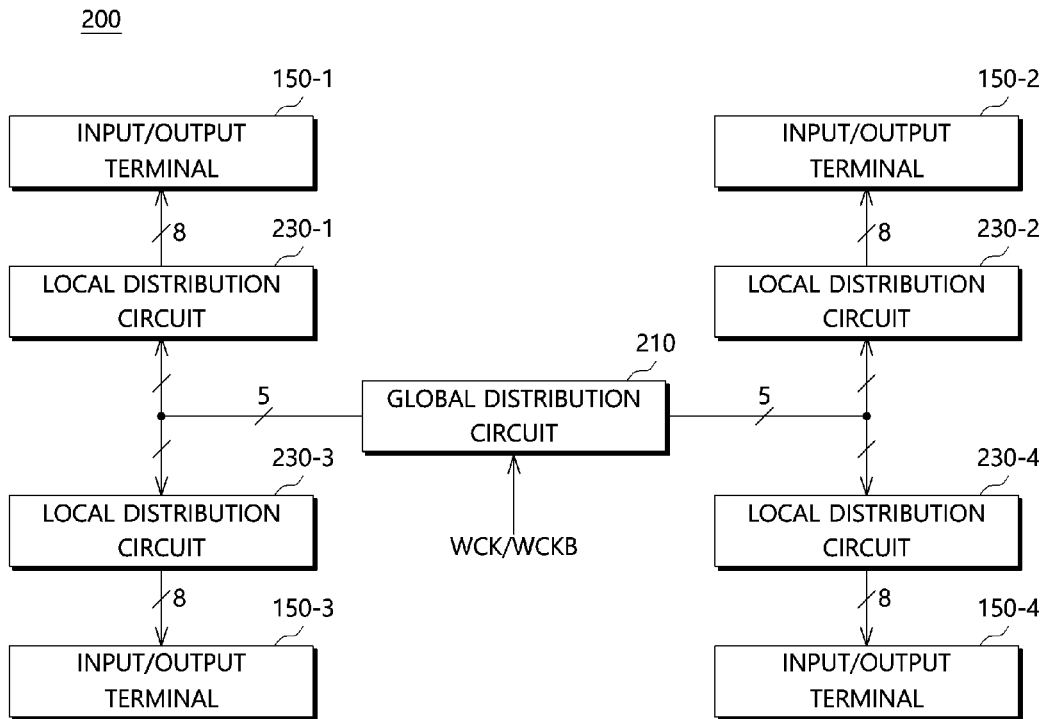 200
150-1
150-2
INPUT/OUTPUT
TERMINAL
INPUT/OUTPUT
TERMINAL
8
8
230-1
230-2
LOCAL DISTRIBUTION
CIRCUIT
LOCAL DISTRIBUTION
CIRCUIT
210
5
GLOBAL DISTRIBUTION
CIRCUIT
5
230-3
230-4
LOCAL DISTRIBUTION
CIRCUIT
WCK/WCKB
LOCAL DISTRIBUTION
CIRCUIT
8
8
150-3
150-4
INPUT/OUTPUT
TERMINAL
INPUT/OUTPUT
TERMINAL